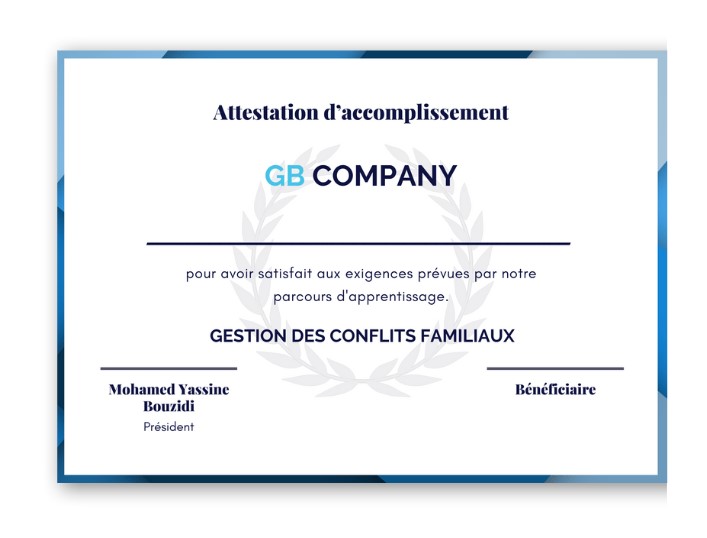 Attestation d’accomplissement
GB COMPANY
pour avoir satisfait aux exigences prévues par notre
parcours d'apprentissage.
GESTION DES CONFLITS FAMILIAUX
Mohamed Yassine
Bouzidi
Président
Bénéficiaire